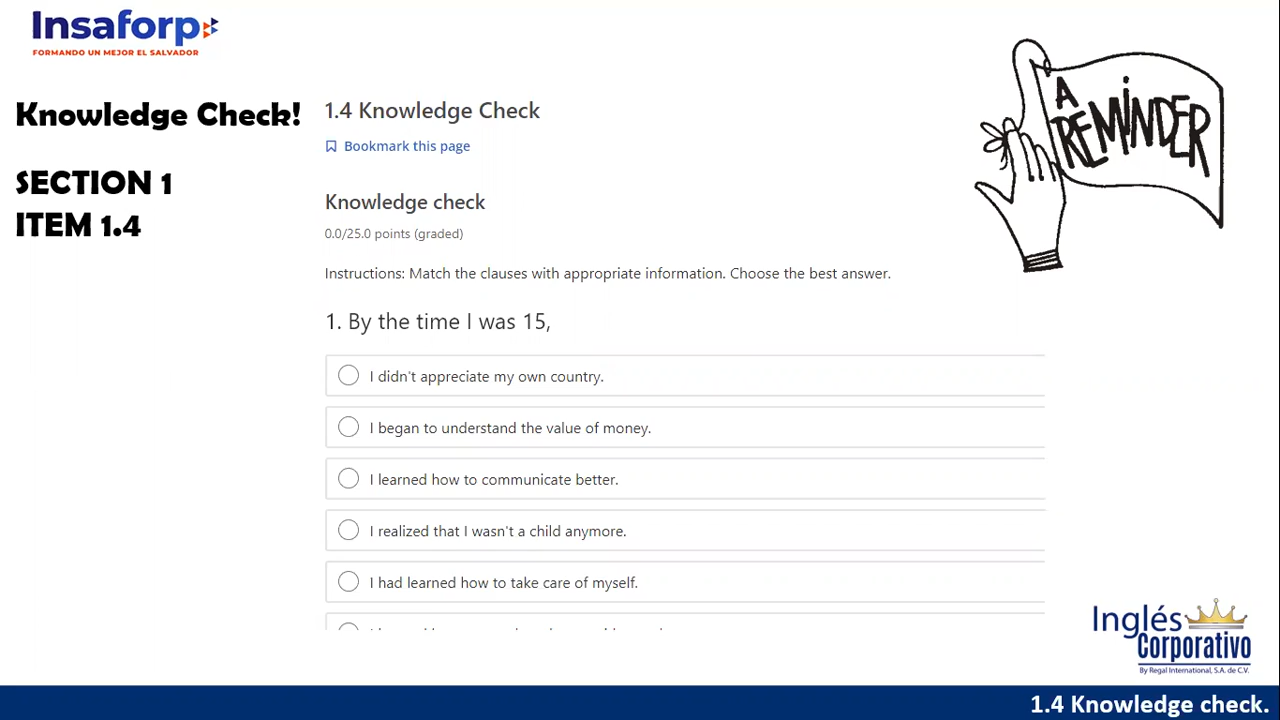 Insaforp
FORMANDO UN MEJOR EL SALVADOR
Knowledge Check!
SECTION 1
ITEM 1.4
1.4 Knowledge Check
Bookmark this page
Knowledge check
0.0/25.0 points (graded)
Instructions: Match the clauses with appropriate information. Choose the best answer.
1. By the time I was 15,
I didn't appreciate my own country.
I began to understand the value of money.
I learned how to communicate better.
I realized that I wasn't a child anymore.
I had learned how to take care of myself.
A
REMINDER
Inglés
Corporativo
By Regal International, S.A. de C.V.
1.4 Knowledge check.